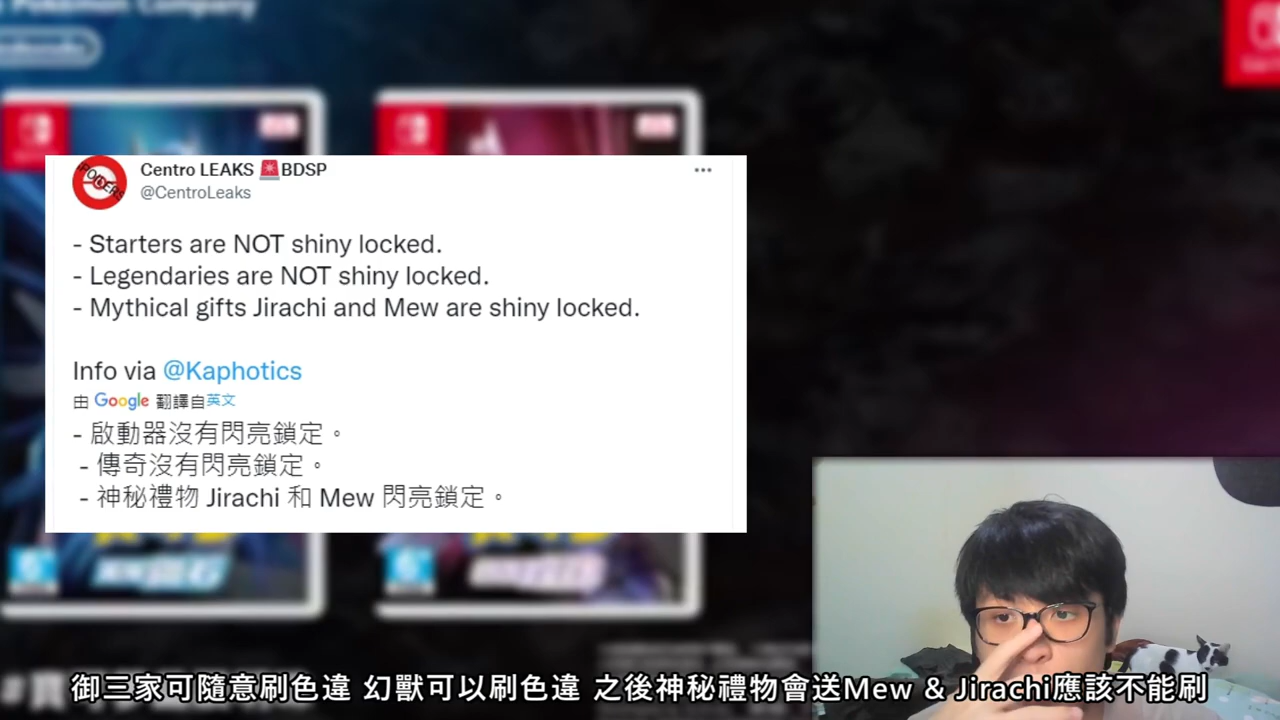 Pokémon Company
Centro LEAKS 🚨BDSP
@CentroLeaks
- Starters are NOT shiny locked.
- Legendaries are NOT shiny locked.
- Mythical gifts Jirachi and Mew are shiny locked.
Info via @Kaphotics
由 Google 翻譯自英文
- 啟動器沒有閃亮鎖定。
- 傳奇沒有閃亮鎖定。
- 神秘禮物 Jirachi 和 Mew 閃亮鎖定。
御三家可隨意刷色違 幻獸可以刷色違 之後神秘禮物會送Mew & Jirachi應該不能刷